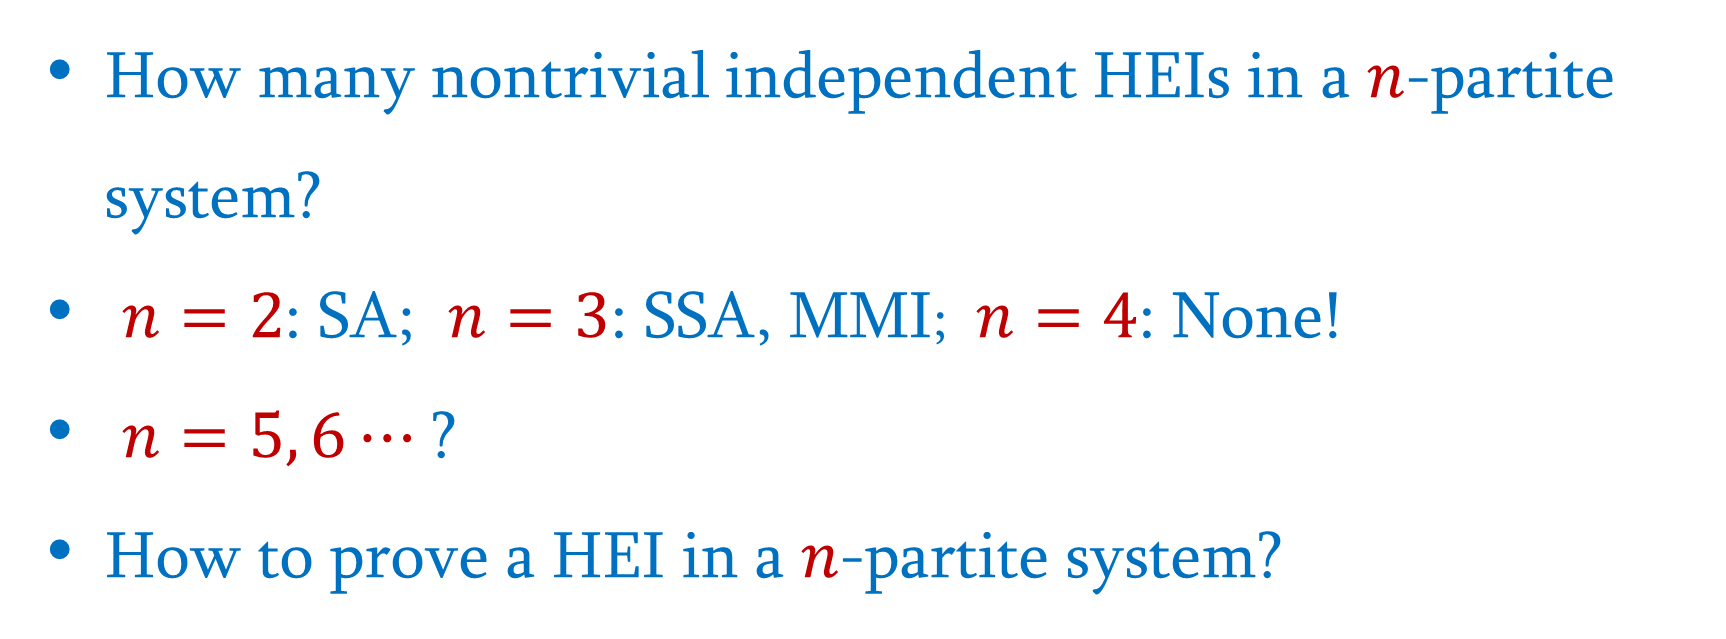 • How many nontrivial independent HEIs in a n-partite
system?
• n = 2: SA; n = 3: SSA, MMI; n = 4: None!
• n = 5, 6 ⋯ ?
• How to prove a HEI in a n-partite system?